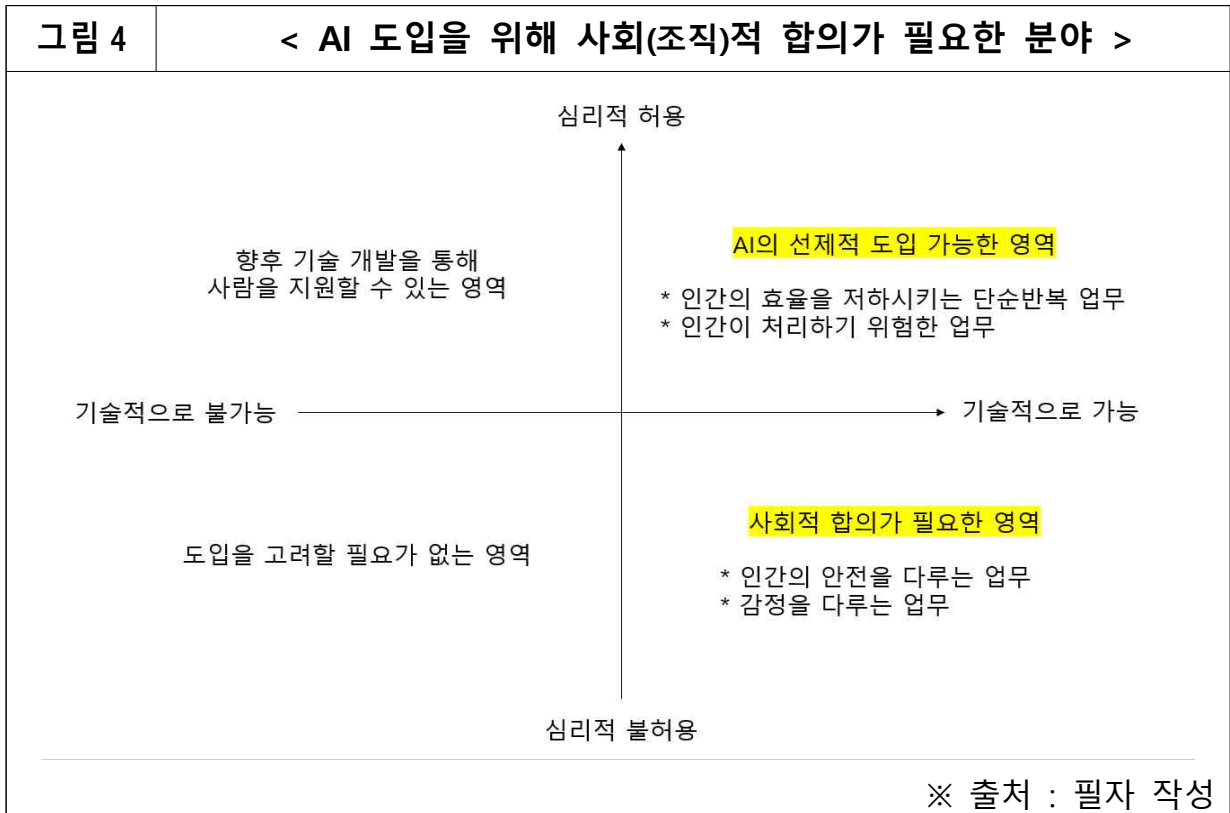 그림 4
< AI 도입을 위해 사회(조직)적 합의가 필요한 분야 >
심리적 허용
향후 기술 개발을 통해
사람을 지원할 수 있는 영역
AI의 선제적 도입 가능한 영역
* 인간의 효율을 저하시키는 단순반복 업무
* 인간이 처리하기 위험한 업무
기술적으로 불가능
기술적으로 가능
도입을 고려할 필요가 없는 영역
사회적 합의가 필요한 영역
* 인간의 안전을 다루는 업무
* 감정을 다루는 업무
심리적 불허용
※ 출처 : 필자 작성